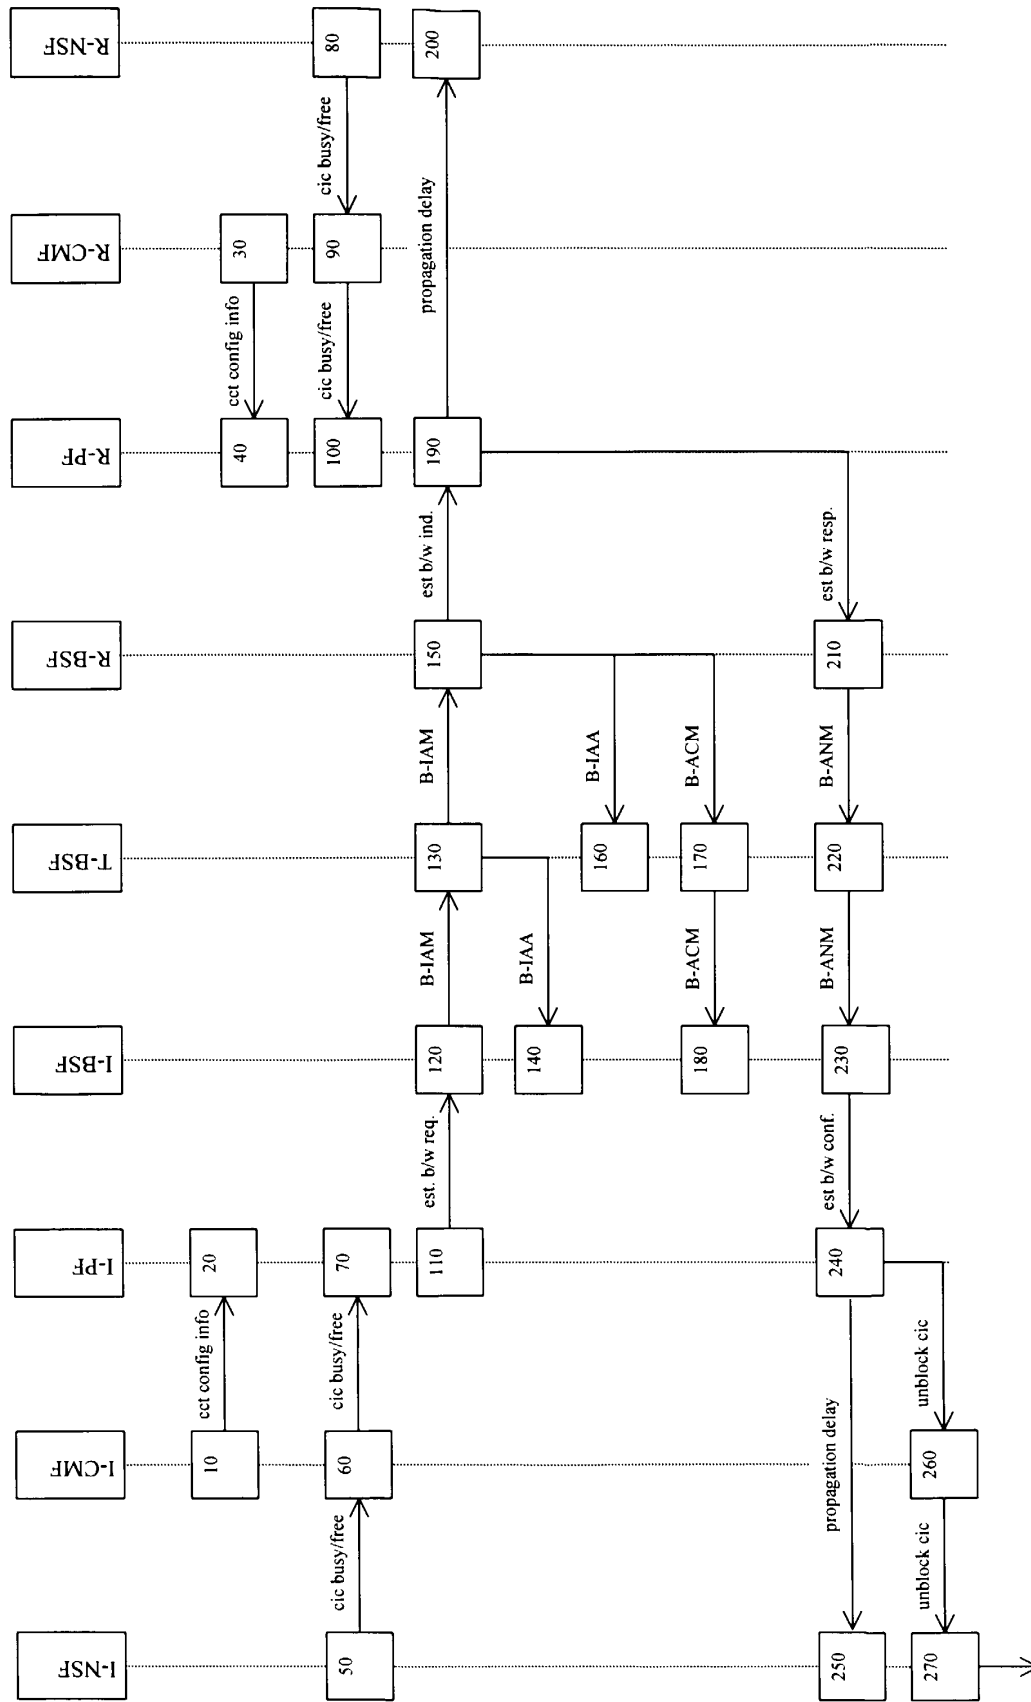 I-NSF
I-CMF
I-PF
I-BSF
T-BSF
R-BSF
R-PF
R-CMF
R-NSF
10
cct config info
20
40
cct config info
30
50
cic busy/free
60
cic busy/free
70
100
cic busy/free
90
cic busy/free
80
110
est. b/w req.
120
B-IAM
130
B-IAM
150
est b/w ind.
190
propagation delay
200
140
B-IAA
160
B-IAA
180
B-ACM
170
B-ACM
250
propagation delay
240
est b/w conf.
230
B-ANM
220
B-ANM
210
est b/w resp.
270
unblock cic
260
unblock cic